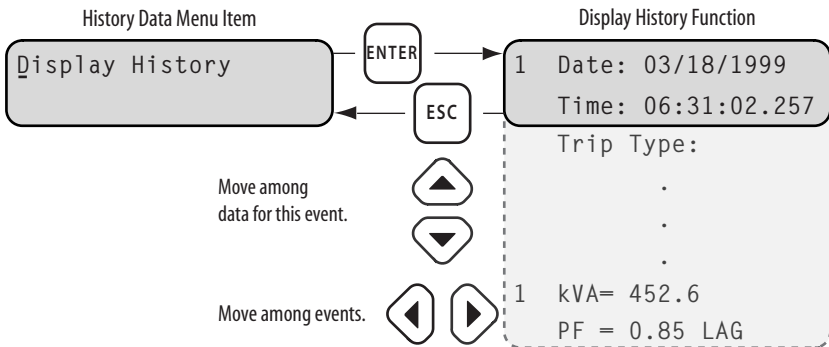 History Data Menu Item
Display History Function
Display History
ENTER
ESC
1 Date: 03/18/1999
Time: 06:31:02.257
Trip Type:
.
.
.
Move among
data for this event.
Move among events.
1 kVA= 452.6
PF = 0.85 LAG